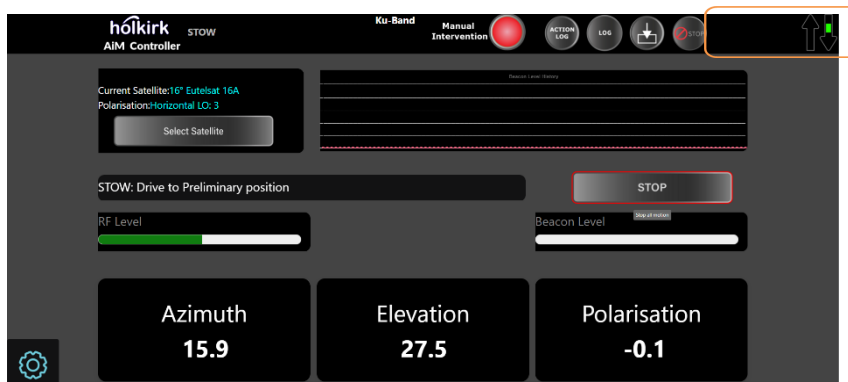 holkirk STOW
AiM Controller
Ku-Band
Manual
Intervention
ACTION
LOG
LOG
STOP
Current Satellite:16° Eutelsat 16A
Polarisation:Horizontal LO: 3
Select Satellite
Beacon Level History
STOW: Drive to Preliminary position
STOP
Stop all motion
RF Level
Beacon Level
Azimuth
15.9
Elevation
27.5
Polarisation
-0.1